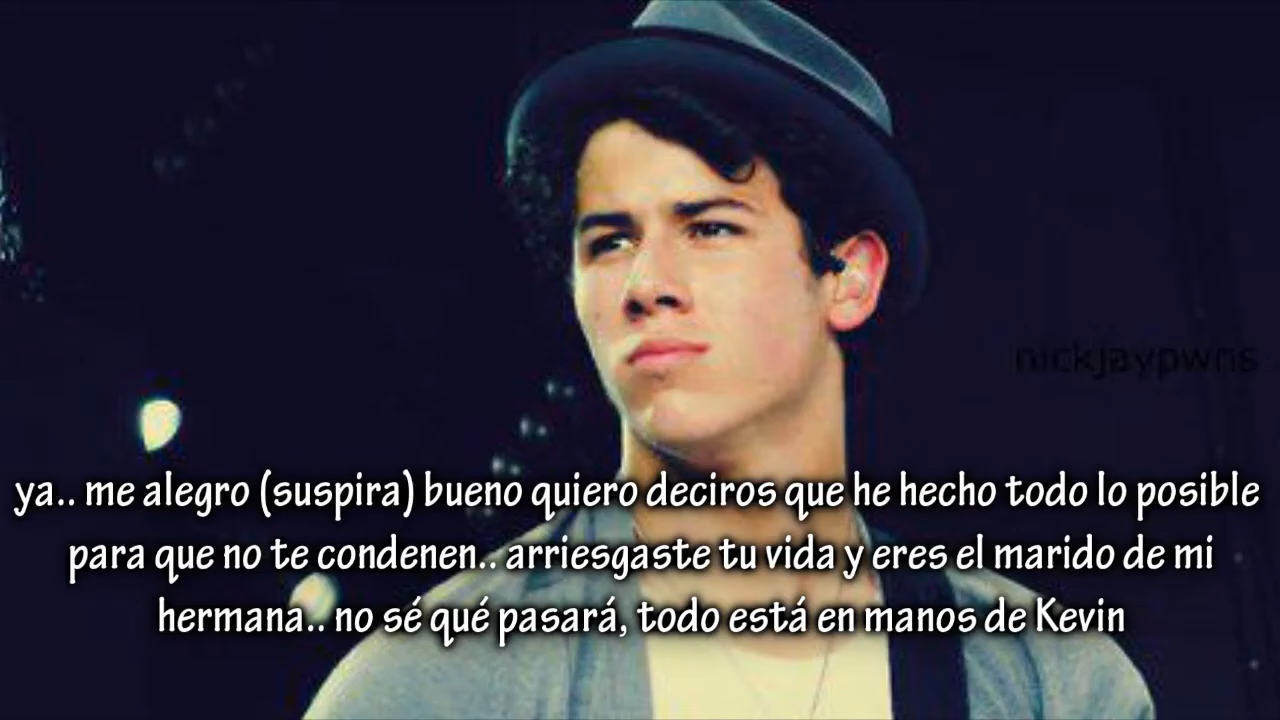 nickjaypwns
ya.. me alegro (suspira) bueno quiero deciros que he hecho todo lo posible
para que no te condenen.. arriesgaste tu vida y eres el marido de mi
hermana.. no sé qué pasará, todo está en manos de Kevin